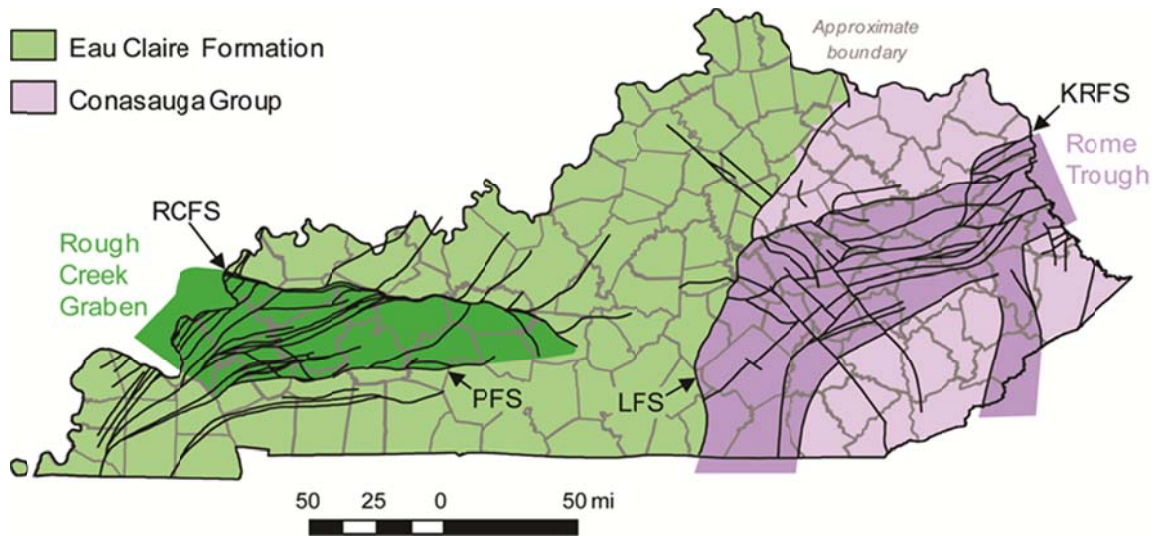 Eau Claire Formation
Conasauga Group
Approximate
boundary
KRFS
Rome
Trough
RCFS
Rough
Creek
Graben
PFS
LFS
50 25 0 50 mi